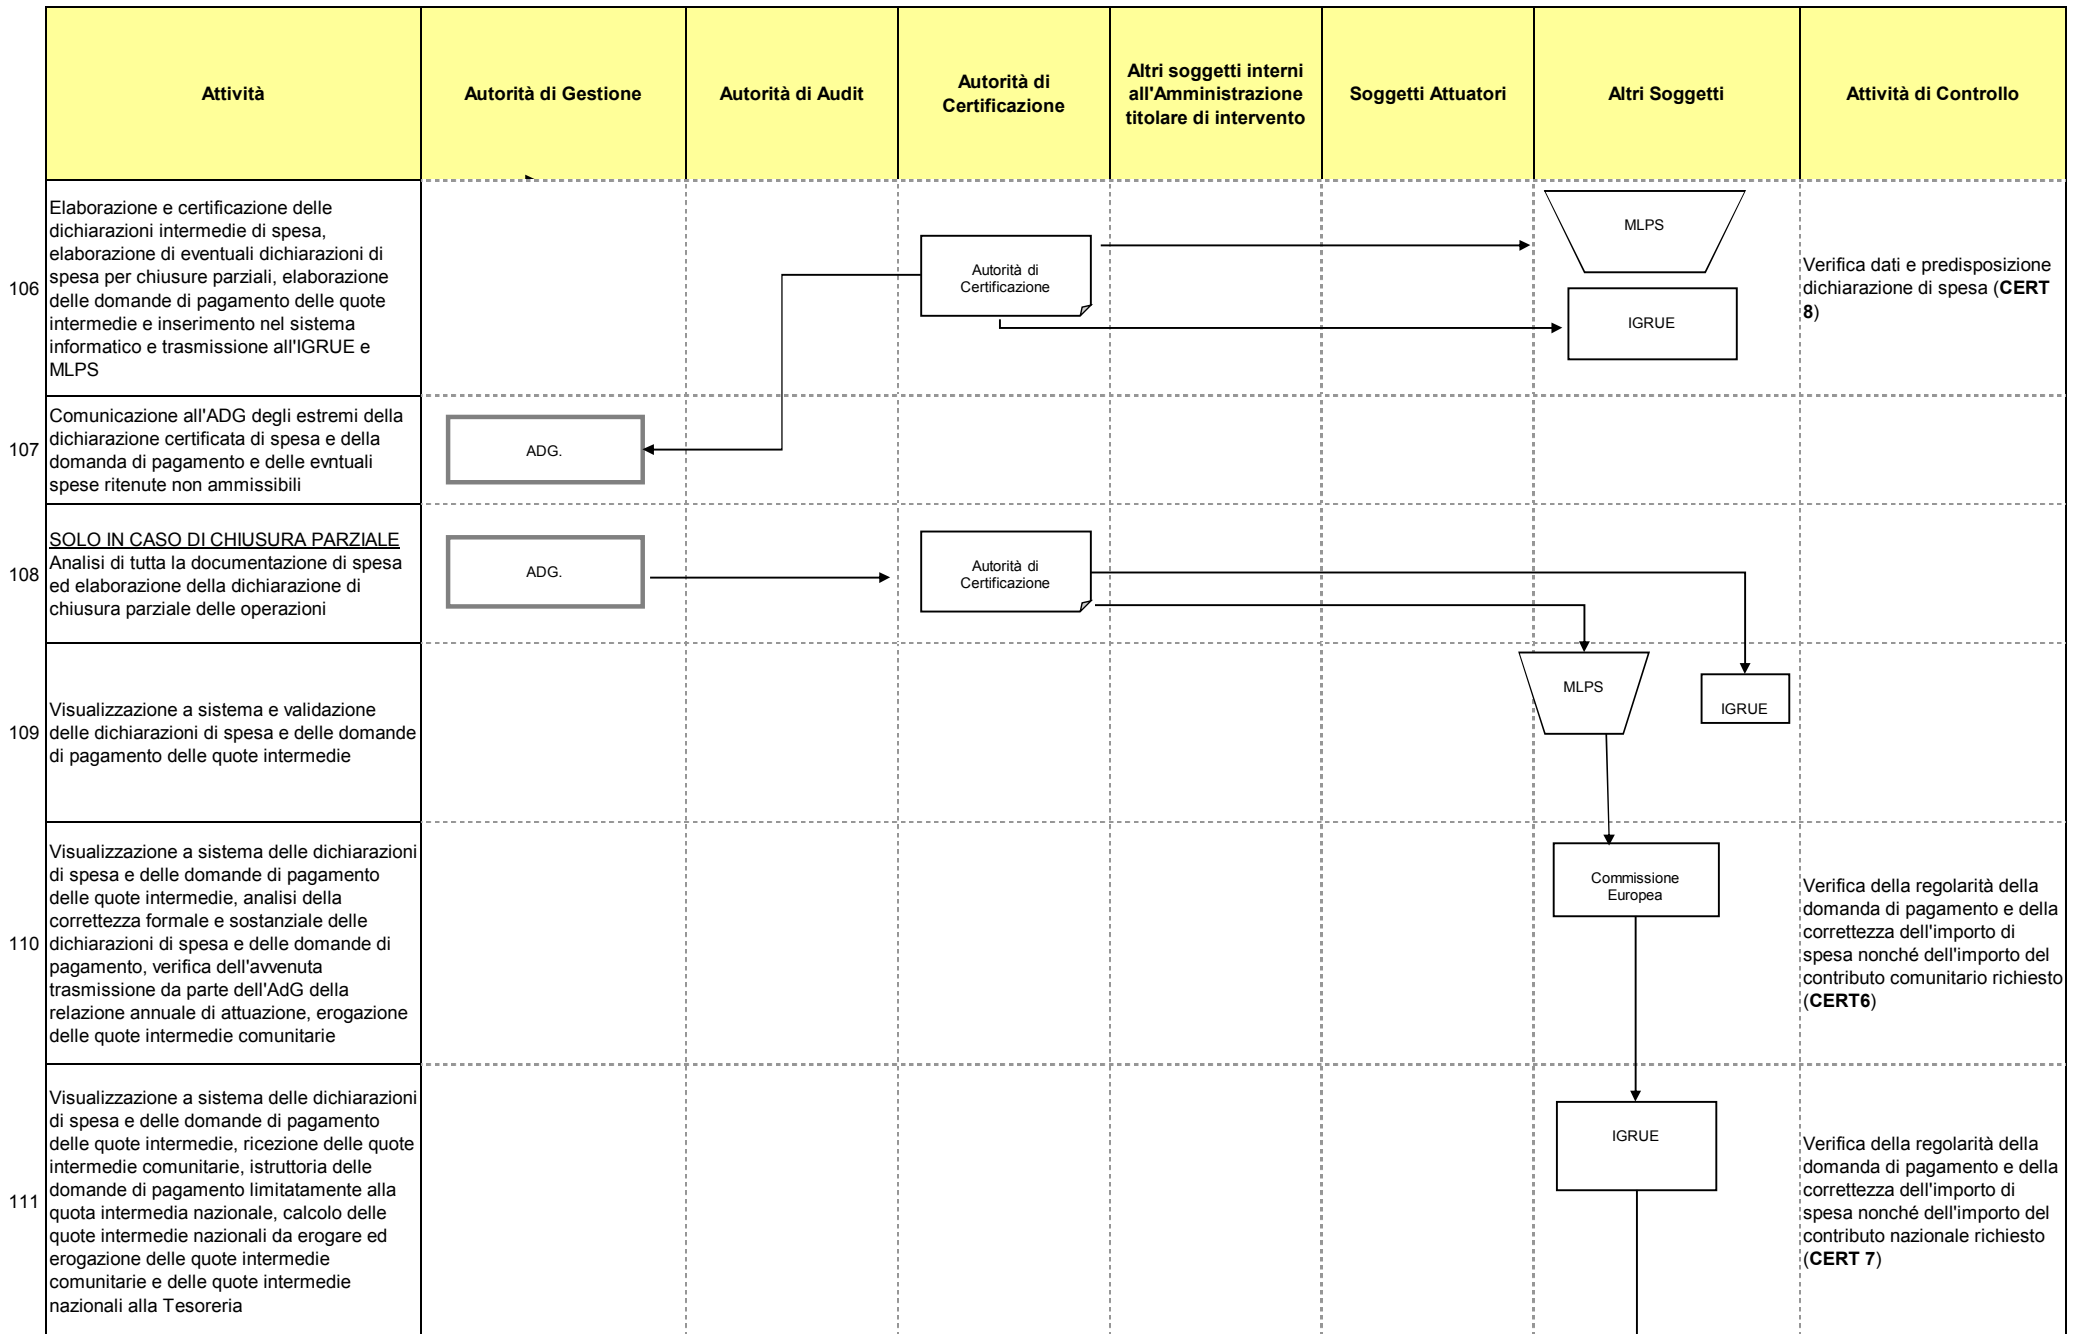 Attività
Autorità di Gestione
Autorità di Audit
Autorità di
Certificazione
Altri soggetti interni
all'Amministrazione
titolare di intervento
Soggetti Attuatori
Altri Soggetti
Attività di Controllo
106
Elaborazione e certificazione delle
dichiarazioni intermedie di spesa,
elaborazione di eventuali dichiarazioni di
spesa per chiusure parziali, elaborazione
delle domande di pagamento delle quote
intermedie e inserimento nel sistema
informatico e trasmissione all'IGRUE e
MLPS
Autorità di
Certificazione
MLPS
IGRUE
Verifica dati e predisposizione
dichiarazione di spesa (CERT
8)
107
Comunicazione all'ADG degli estremi della
dichiarazione certificata di spesa e della
domanda di pagamento e delle evntuali
spese ritenute non ammissibili
ADG.
108
SOLO IN CASO DI CHIUSURA PARZIALE
Analisi di tutta la documentazione di spesa
ed elaborazione della dichiarazione di
chiusura parziale delle operazioni
ADG.
Autorità di
Certificazione
109
Visualizzazione a sistema e validazione
delle dichiarazioni di spesa e delle domande
di pagamento delle quote intermedie
MLPS
IGRUE
110
Visualizzazione a sistema delle dichiarazioni
di spesa e delle domande di pagamento
delle quote intermedie, analisi della
correttezza formale e sostanziale delle
dichiarazioni di spesa e delle domande di
pagamento, verifica dell'avvenuta
trasmissione da parte dell'AdG della
relazione annuale di attuazione, erogazione
delle quote intermedie comunitarie
Commissione
Europea
Verifica della regolarità della
domanda di pagamento e della
correttezza dell'importo di
spesa nonché dell'importo del
contributo comunitario richiesto
(CERT6)
111
Visualizzazione a sistema delle dichiarazioni
di spesa e delle domande di pagamento
delle quote intermedie, ricezione delle quote
intermedie comunitarie, istruttoria delle
domande di pagamento limitatamente alla
quota intermedia nazionale, calcolo delle
quote intermedie nazionali da erogare ed
erogazione delle quote intermedie
comunitarie e delle quote intermedie
nazionali alla Tesoreria
IGRUE
Verifica della regolarità della
domanda di pagamento e della
correttezza dell'importo di
spesa nonché dell'importo del
contributo nazionale richiesto
(CERT 7)